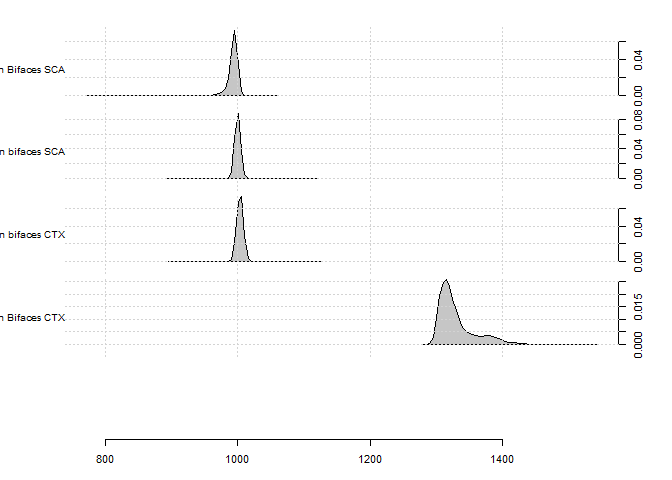 n Bifaces SCA
0.00 0.04
n bifaces SCA
0.00 0.04 0.08
n bifaces CTX
0.00 0.04
n Bifaces CTX
0.000 0.015
800 1000 1200 1400